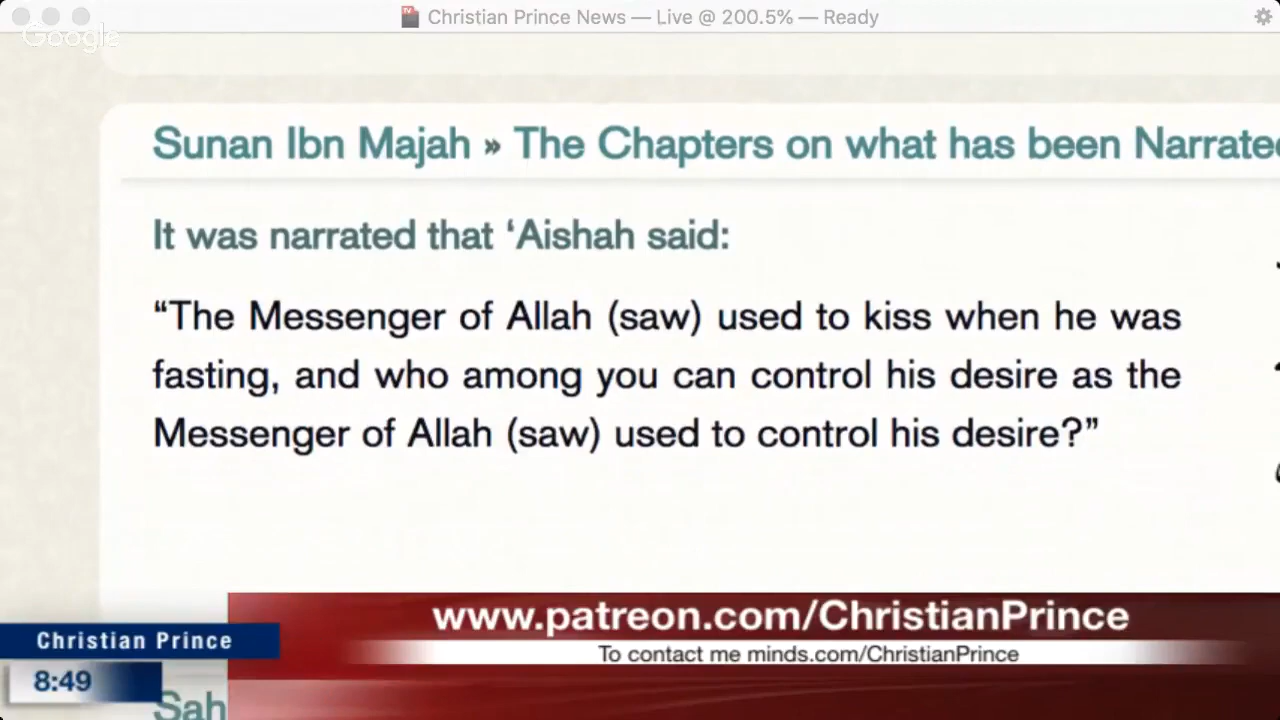 Christian Prince News — Live @ 200.5% — Ready
Google
Sunan Ibn Majah » The Chapters on what has been Narrated
It was narrated that ‘Aishah said:
“The Messenger of Allah (saw) used to kiss when he was
fasting, and who among you can control his desire as the
Messenger of Allah (saw) used to control his desire?”
www.patreon.com/ChristianPrince
Christian Prince
To contact me minds.com/ChristianPrince
8:49
Sah